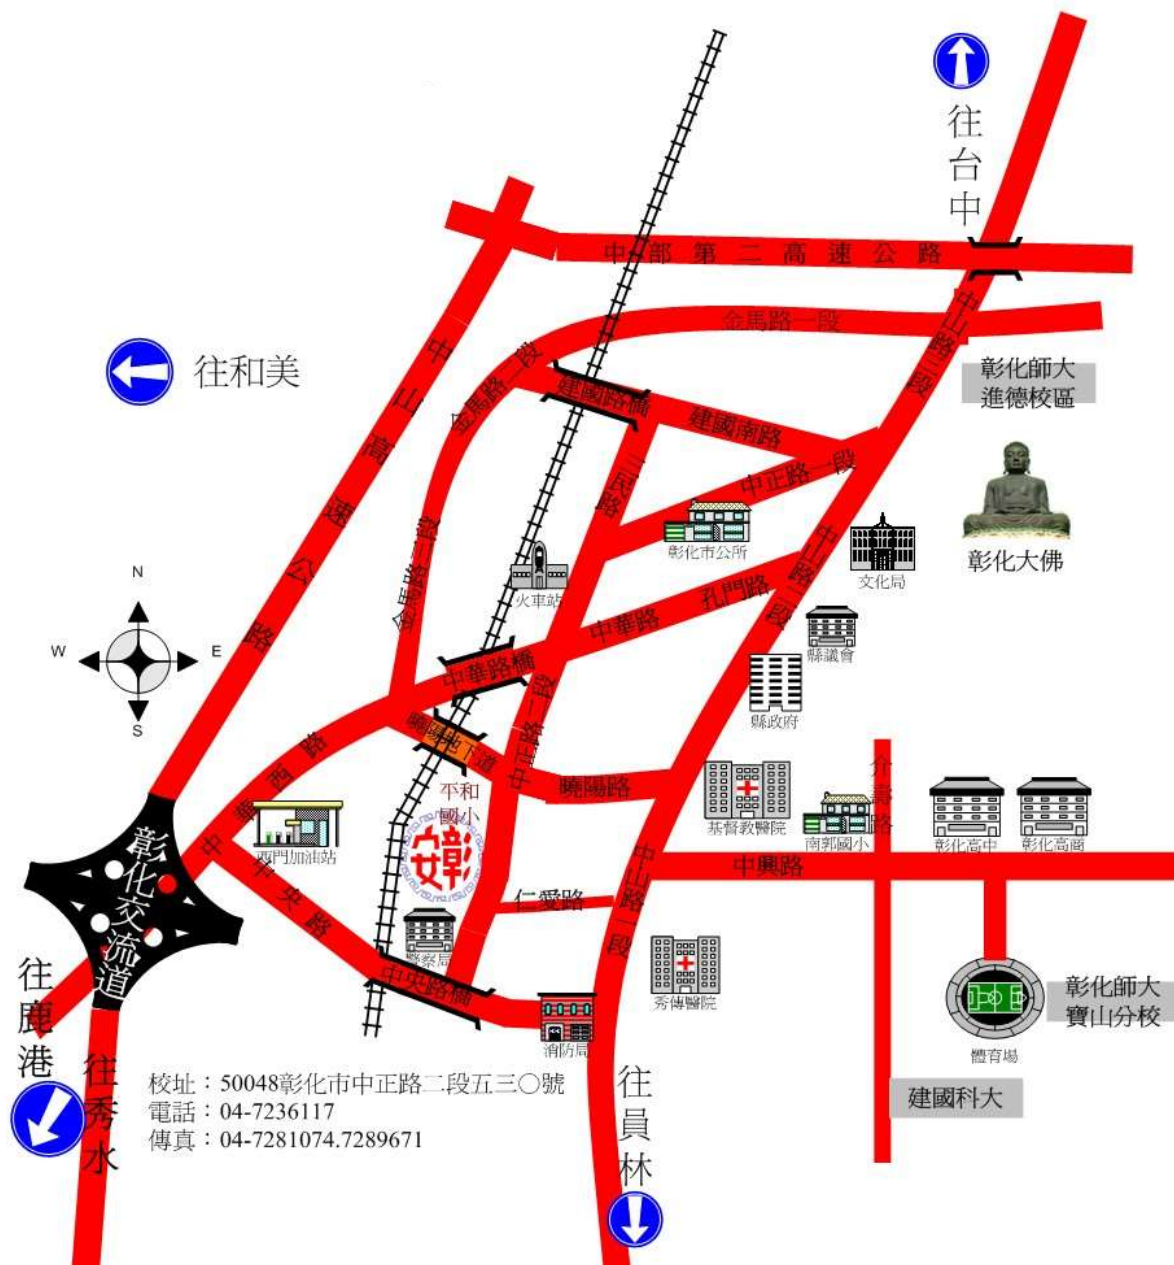 往台中
中部第二高速公路
中山高速公路
金馬路一段
中山路三段
往和美
金馬路二段
建國路橋
建國南路
彰化師大
進德校區
三民路
中正路一段
彰化市公所
金馬路三段
火車站
中山路二段
文化局
彰化大佛
孔門路
中華路
縣議會
N
W
E
S
中華路橋
縣政府
曉陽地下道
中正路二段
中華西路
曉陽路
平和
國小
彰安
基督教醫院
介壽路
南郭國小
彰化高中
彰化高商
西門加油站
中山路一段
中興路
彰化交流道
中央路
仁愛路
警察局
中央路橋
秀傳醫院
消防局
彰化師大
寶山分校
體育場
往鹿港
往秀水
往員林
建國科大
校址：50048彰化市中正路二段五三〇號
電話：04-7236117
傳真：04-7281074.7289671